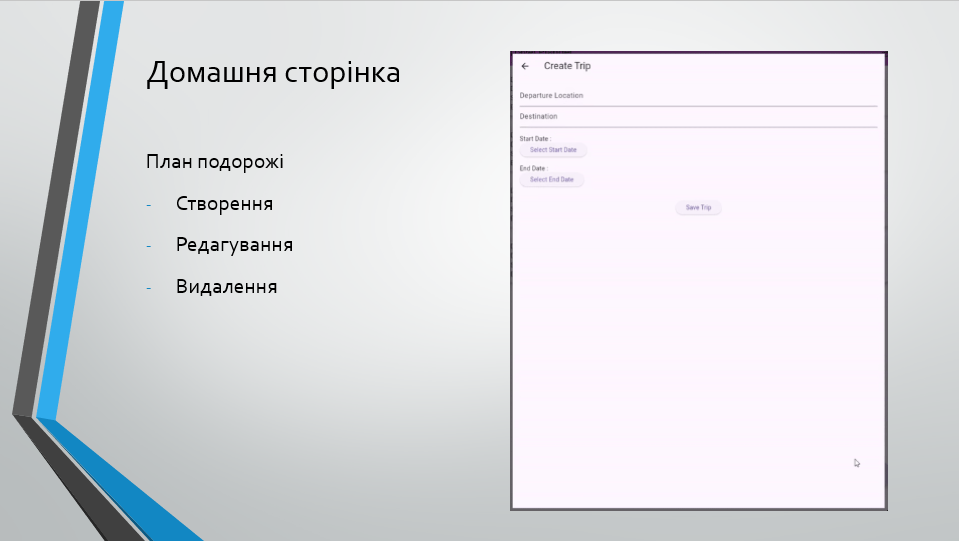 Домашня сторінка
План подорожі
- Створення
- Редагування
- Видалення
Create Trip
Departure Location
Destination
Start Date :
Select Start Date
End Date :
Select End Date
Save Trip